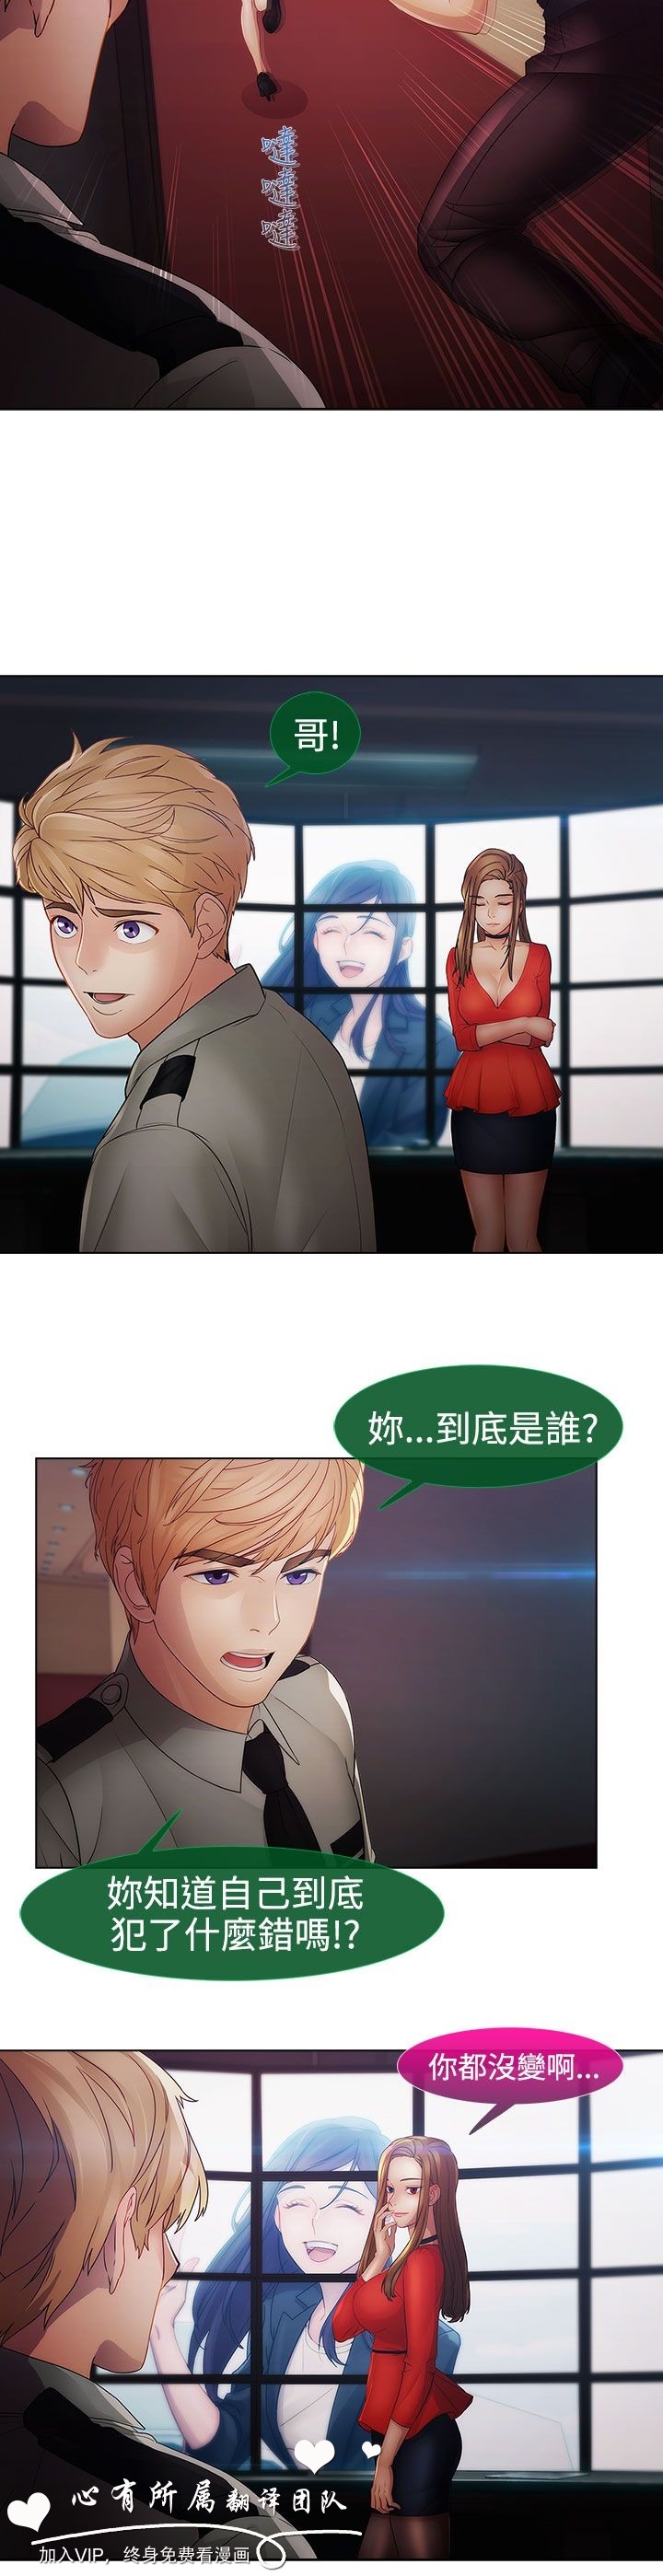 噠
噠
噠
哥!
妳...到底是誰?
妳知道自己到底
犯了什麼錯嗎!?
你都沒變啊...
心有所属翻译团队
加入VIP，终身免费看漫画